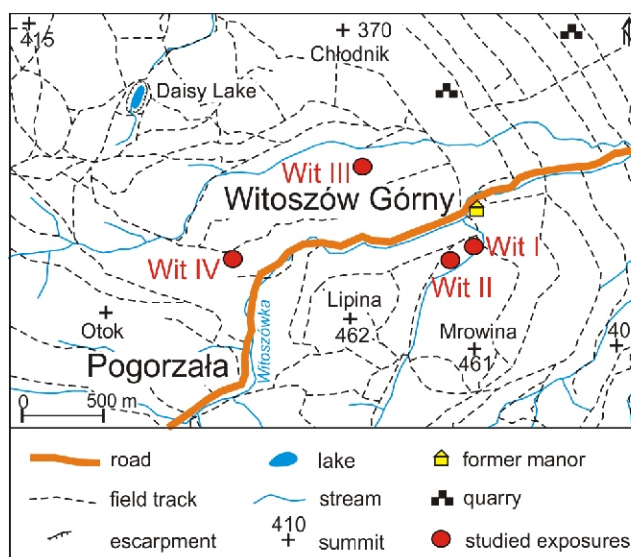 415
370
Chłodnik
Daisy Lake
Wit III
Witoszów Górny
Wit I
Wit IV
Wit II
Lipina
462
Otok
Mrowina
461
40
Pogorzała
Witoszówka
0 500 m
road
lake
former manor
field track
stream
quarry
escarpment
410
summit
studied exposures